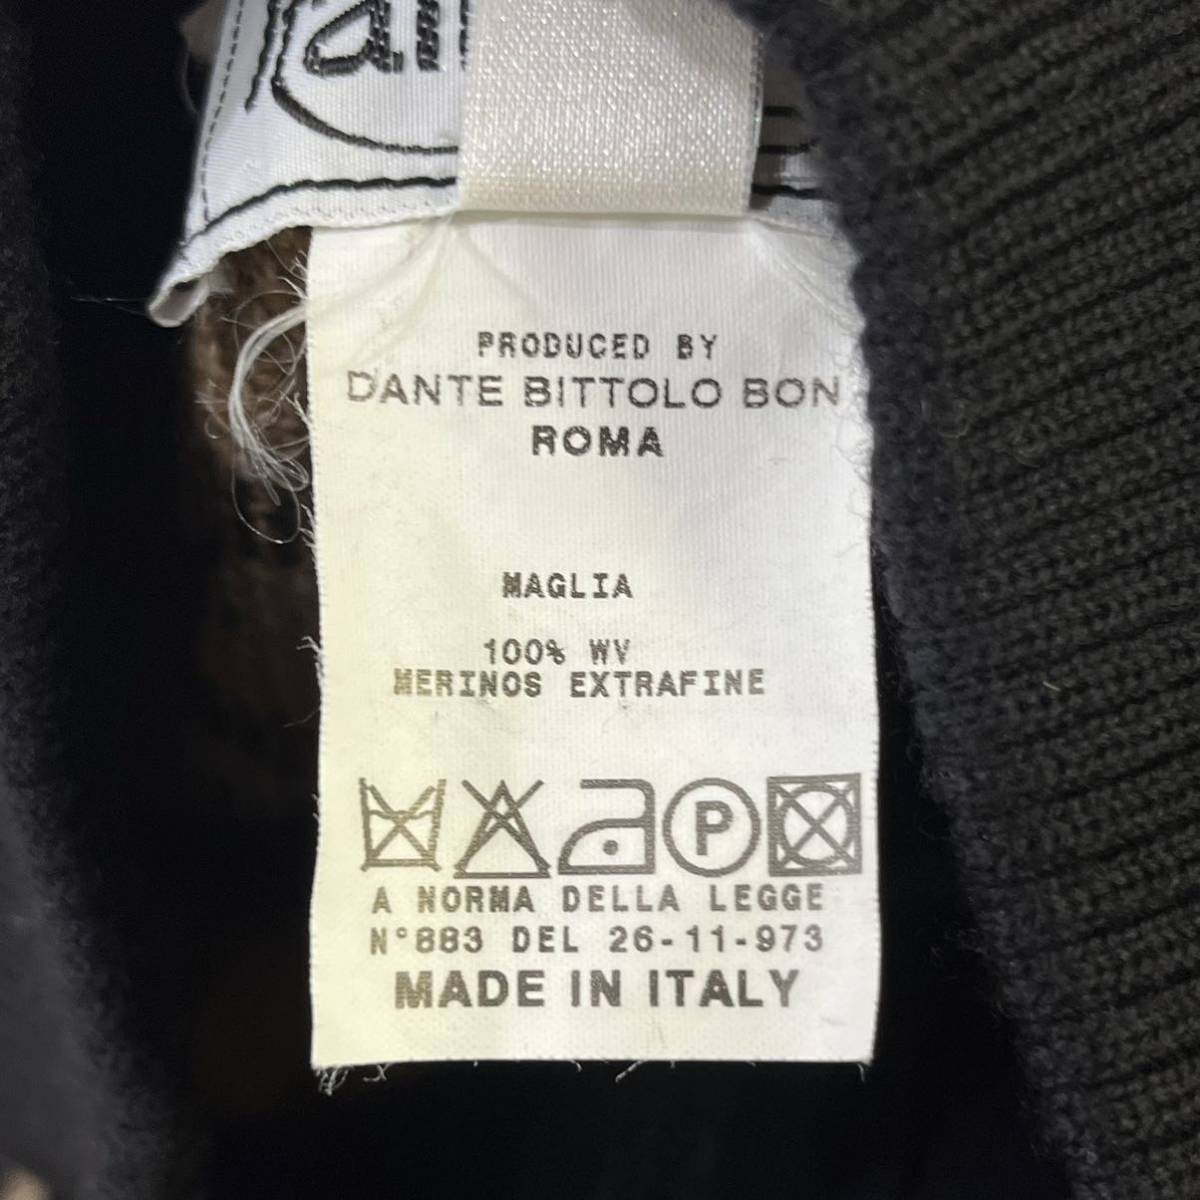 PRODUCED BY
DANTE BITTOLO BON
ROMA
MAGLIA
100% WV
MERINOS EXTRAFINE
P
A NORMA DELLA LEGGE
N°883 DEL 26-11-973
MADE IN ITALY